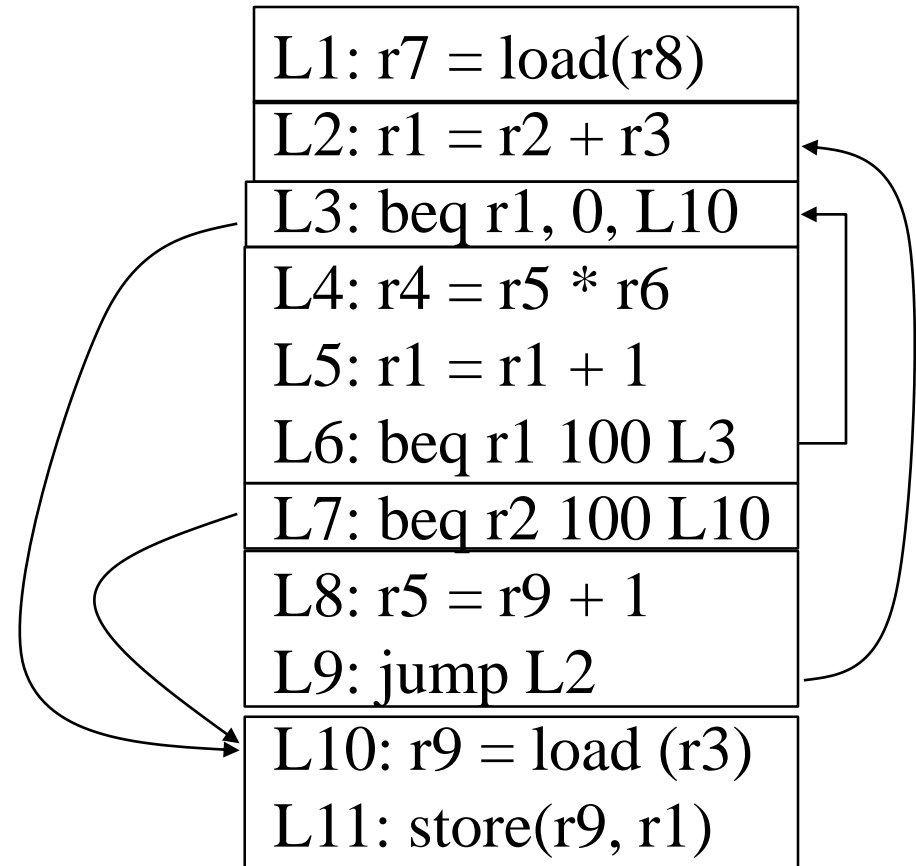 L1: r7 = load(r8)
L2: r1 = r2 + r3
L3: beq r1, 0, L10
L4: r4 = r5 * r6
L5: r1 = r1 + 1
L6: beq r1 100 L3
L7: beq r2 100 L10
L8: r5 = r9 + 1
L9: jump L2
L10: r9 = load (r3)
L11: store(r9, r1)